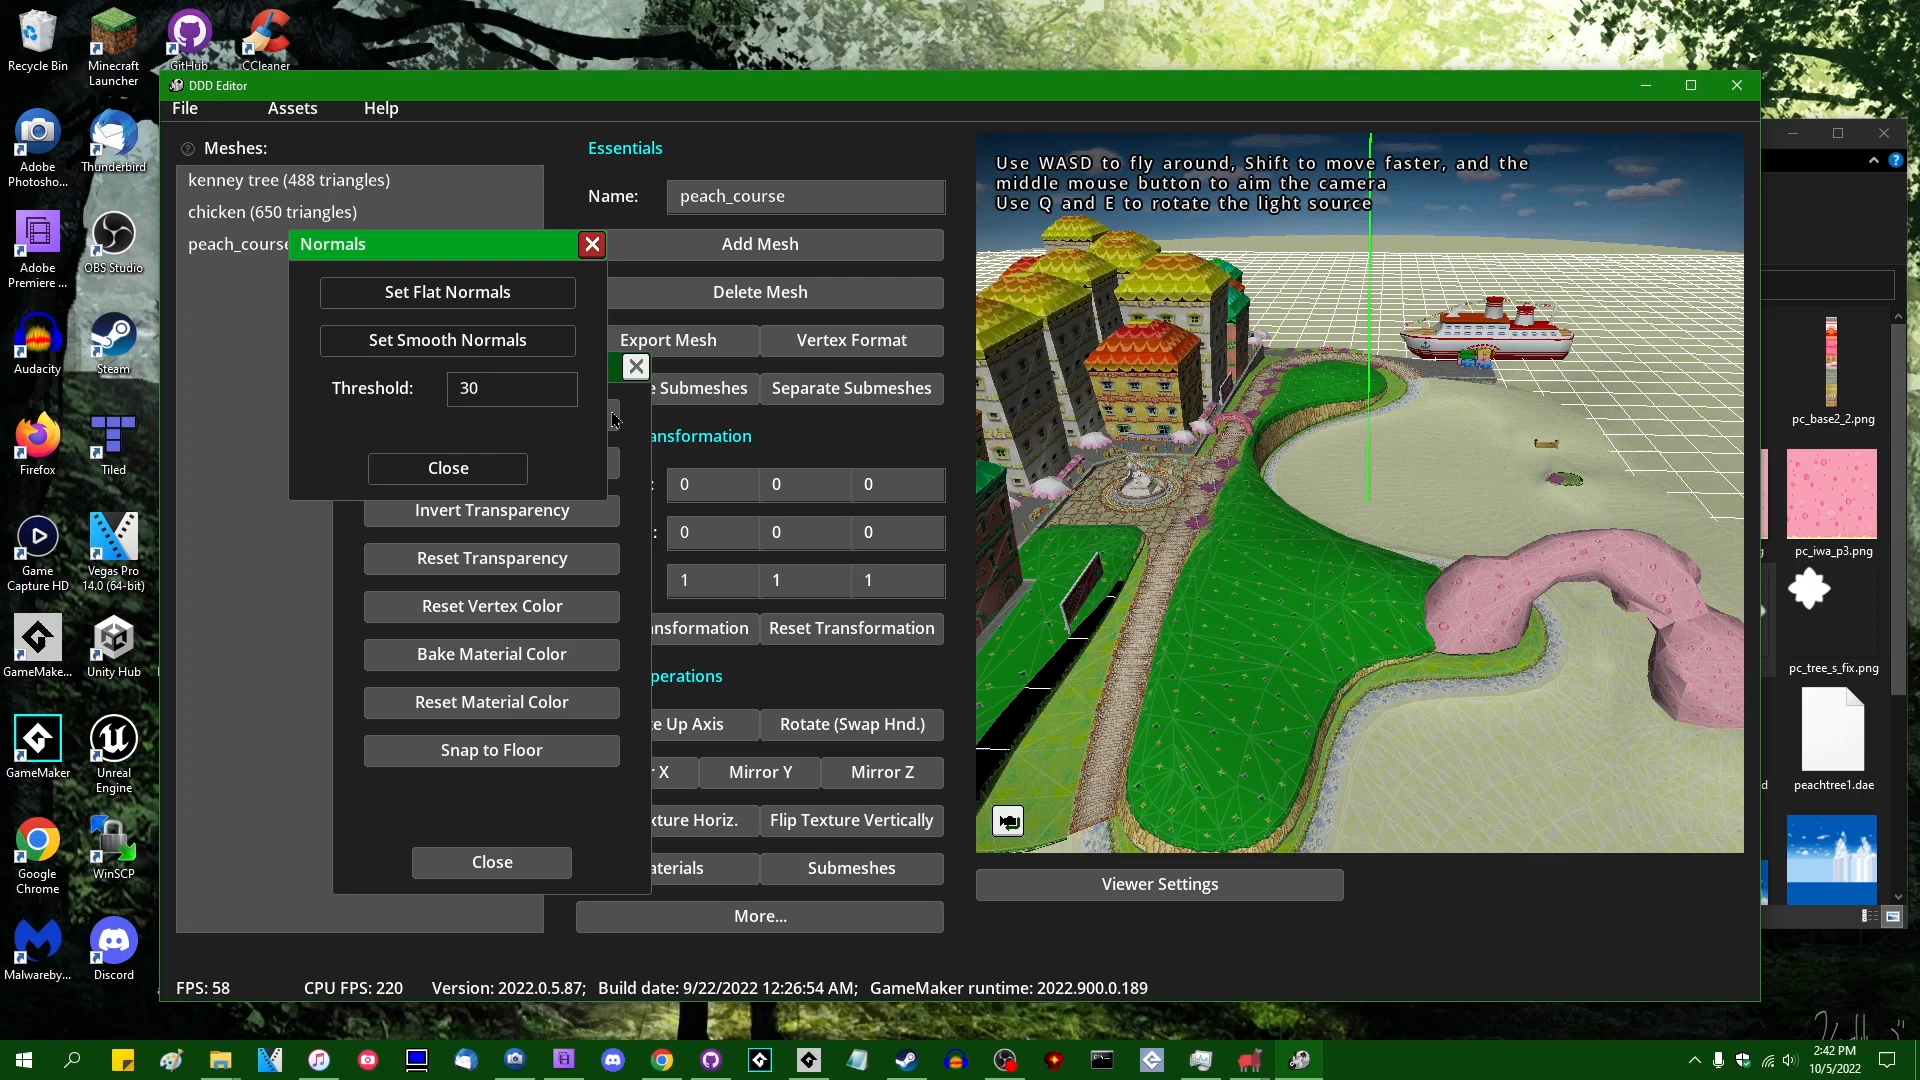 Recycle Bin
Minecraft
Launcher
GitHub
CCleaner
Adobe
Photosho...
Thunderbird
Adobe
Premiere ...
OBS Studio
Audacity
Steam
Firefox
Tiled
Game
Capture HD
Vegas Pro
14.0 (64-bit)
GameMake...
Unity Hub
GameMaker
Unreal
Engine
Google
Chrome
WinSCP
Malwareby...
Discord
DDD Editor
File
Assets
Help
Meshes:
kenney tree (488 triangles)
chicken (650 triangles)
peach_course
Normals
Set Flat Normals
Set Smooth Normals
Threshold:
30
Close
Invert Transparency
Reset Transparency
Reset Vertex Color
Bake Material Color
Reset Material Color
Snap to Floor
Close
Essentials
Name:
peach_course
Add Mesh
Delete Mesh
Export Mesh
Vertex Format
e Submeshes
Separate Submeshes
ansformation
:
0
0
0
:
0
0
0
1
1
1
ansformation
Reset Transformation
perations
te Up Axis
Rotate (Swap Hnd.)
r X
Mirror Y
Mirror Z
xture Horiz.
Flip Texture Vertically
aterials
Submeshes
More...
Use WASD to fly around, Shift to move faster, and the
middle mouse button to aim the camera
Use Q and E to rotate the light source
Viewer Settings
FPS: 58
CPU FPS: 220
Version: 2022.0.5.87;
Build date: 9/22/2022 12:26:54 AM;
GameMaker runtime: 2022.900.0.189
pc_base2_2.png
pc_iwa_p3.png
pc_tree_s_fix.png
d
peachtree1.dae
2:42 PM
10/5/2022